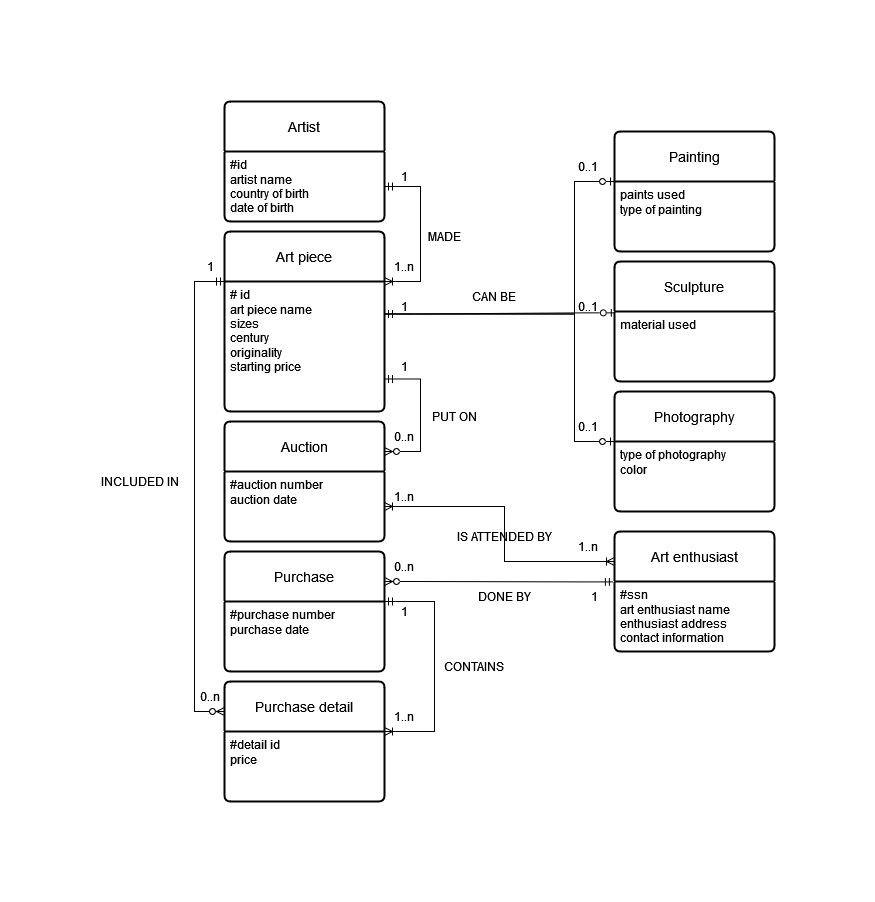 Artist
#id
artist name
country of birth
date of birth
1
MADE
1..n
Art piece
# id
art piece name
sizes
century
originality
starting price
1
1
CAN BE
0..1
Painting
paints used
type of painting
0..1
Sculpture
material used
0..1
Photography
type of photography
color
1
PUT ON
0..n
Auction
#auction number
auction date
1..n
IS ATTENDED BY
1..n
Art enthusiast
#ssn
art enthusiast name
enthusiast address
contact information
INCLUDED IN
0..n
DONE BY
1
Purchase
#purchase number
purchase date
1
CONTAINS
1..n
0..n
Purchase detail
#detail id
price